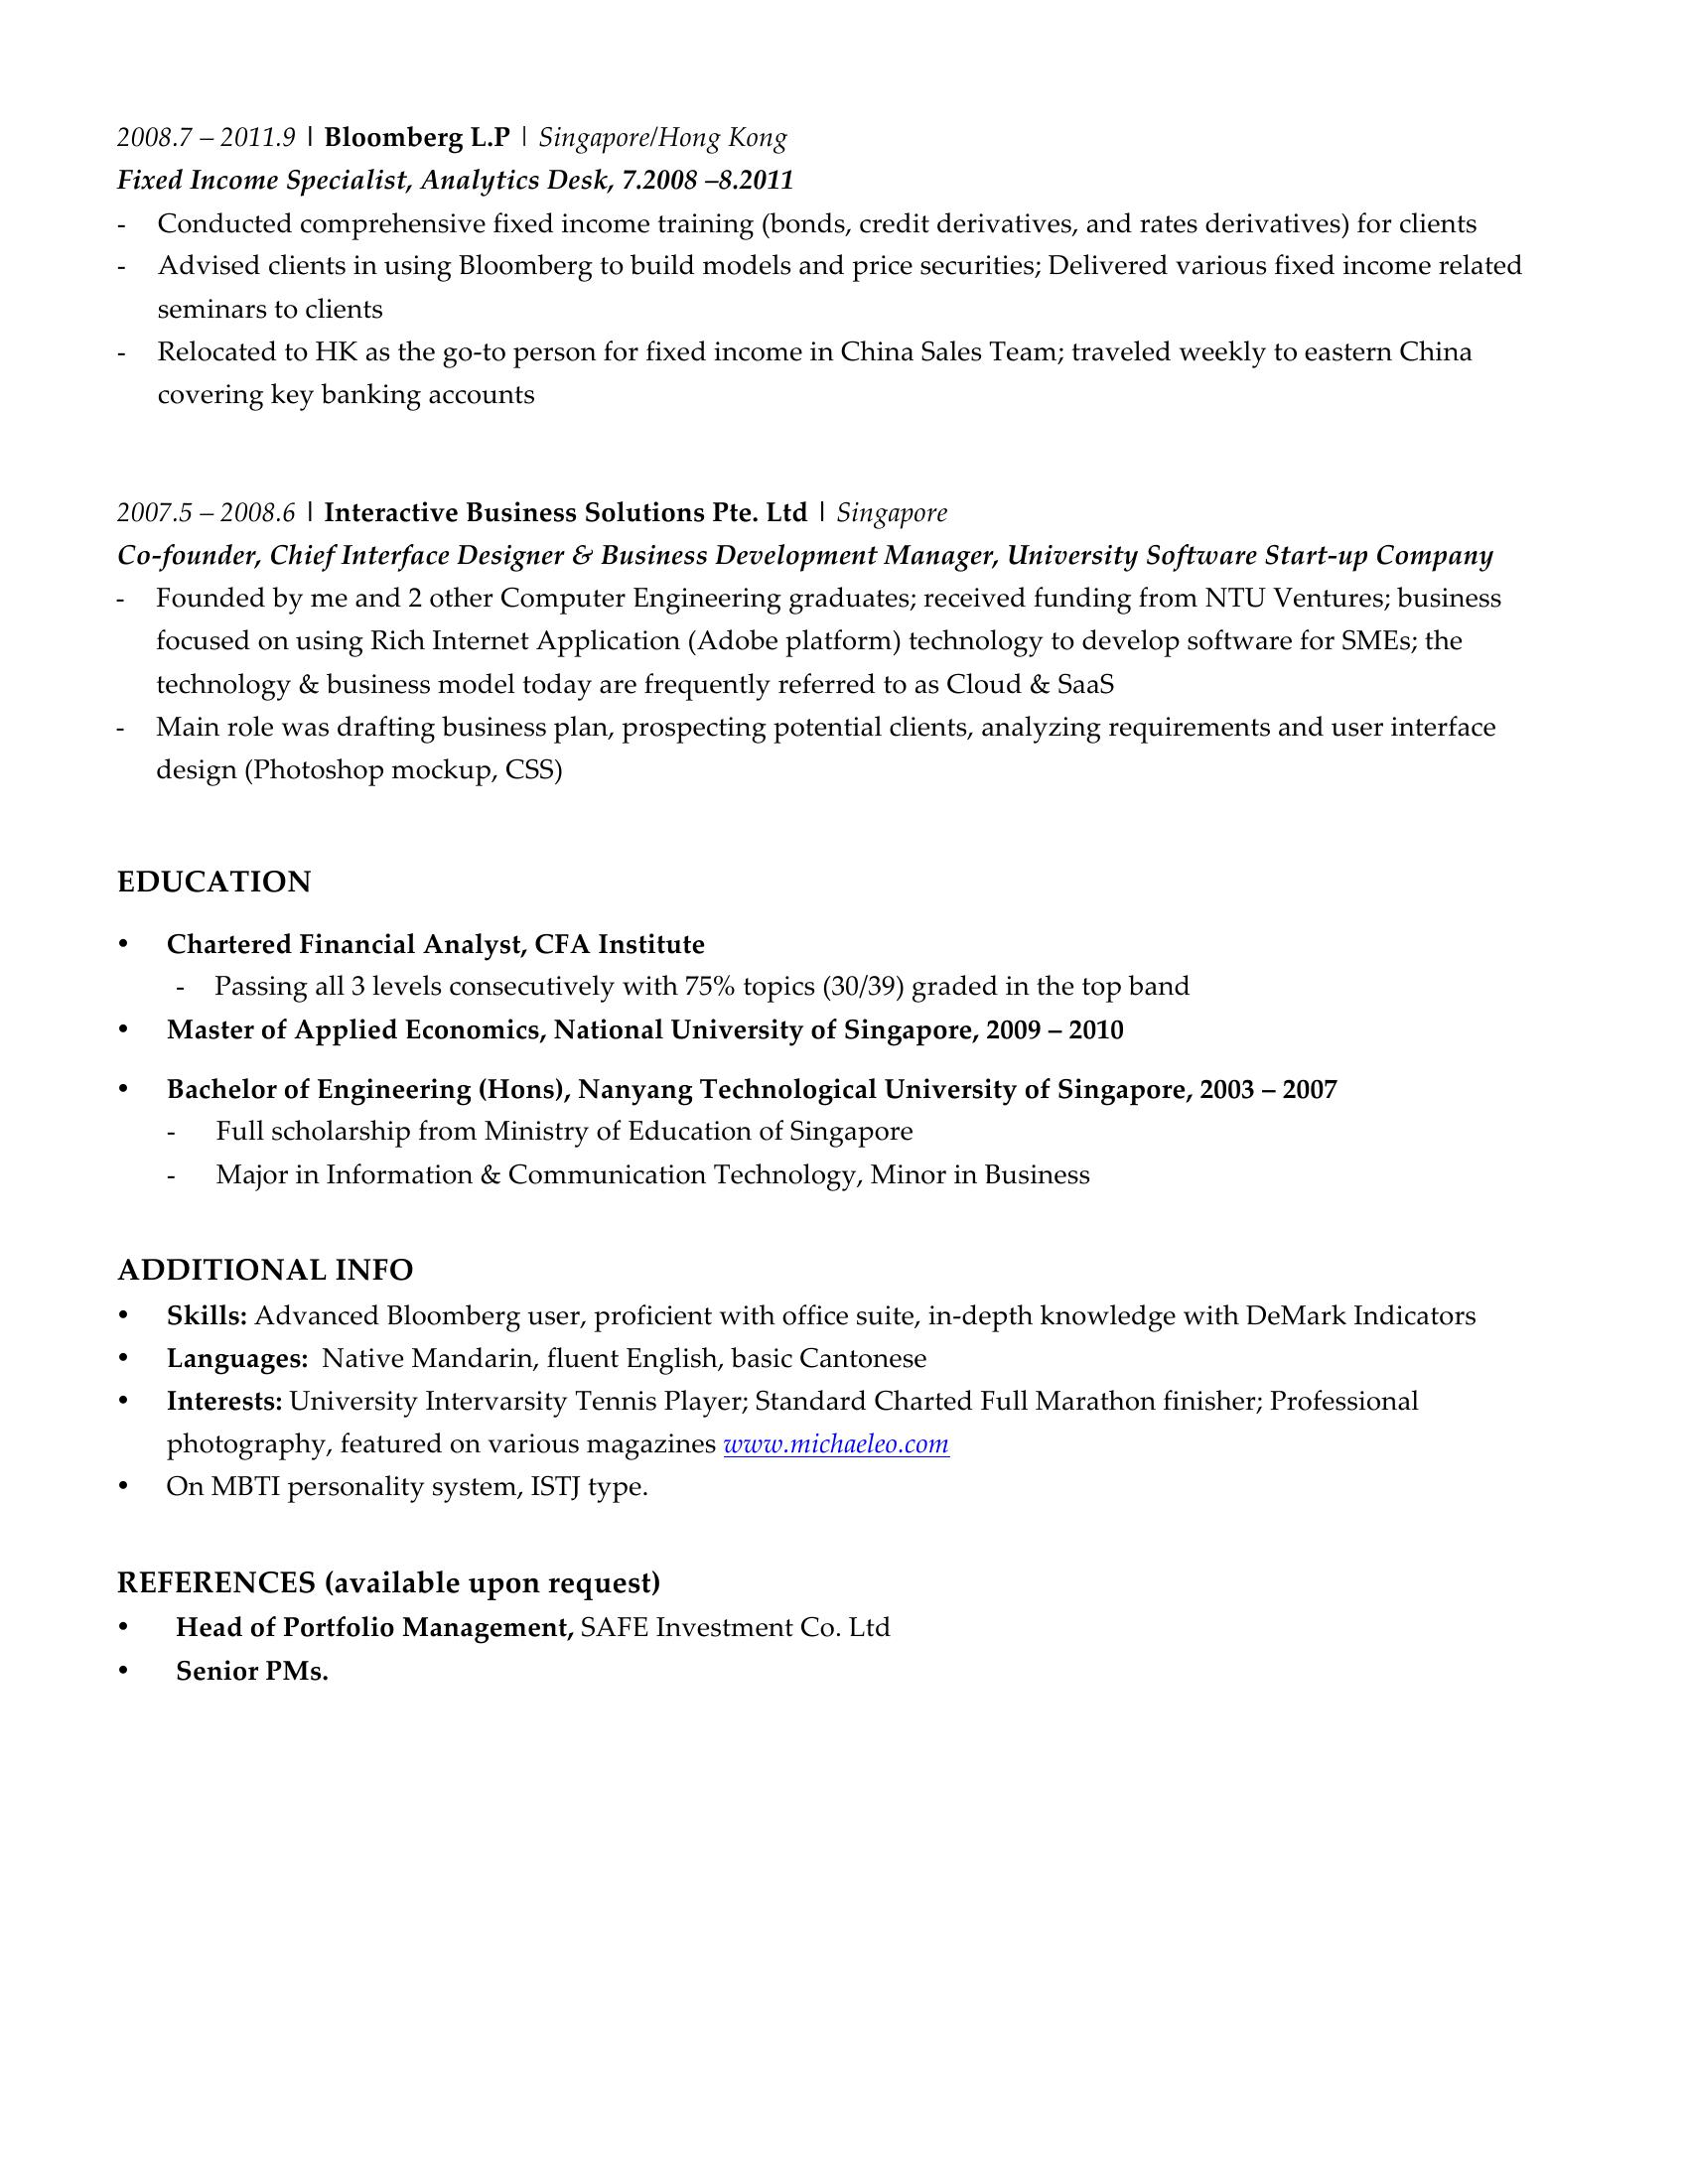 2008.7 – 2011.9 | Bloomberg L.P | Singapore/Hong Kong
Fixed Income Specialist, Analytics Desk, 7.2008 –8.2011
- Conducted comprehensive fixed income training (bonds, credit derivatives, and rates derivatives) for clients
- Advised clients in using Bloomberg to build models and price securities; Delivered various fixed income related
seminars to clients
- Relocated to HK as the go-to person for fixed income in China Sales Team; traveled weekly to eastern China
covering key banking accounts
2007.5 – 2008.6 | Interactive Business Solutions Pte. Ltd | Singapore
Co-founder, Chief Interface Designer & Business Development Manager, University Software Start-up Company
- Founded by me and 2 other Computer Engineering graduates; received funding from NTU Ventures; business
focused on using Rich Internet Application (Adobe platform) technology to develop software for SMEs; the
technology & business model today are frequently referred to as Cloud & SaaS
- Main role was drafting business plan, prospecting potential clients, analyzing requirements and user interface
design (Photoshop mockup, CSS)
EDUCATION
• Chartered Financial Analyst, CFA Institute
- Passing all 3 levels consecutively with 75% topics (30/39) graded in the top band
• Master of Applied Economics, National University of Singapore, 2009 – 2010
• Bachelor of Engineering (Hons), Nanyang Technological University of Singapore, 2003 – 2007
- Full scholarship from Ministry of Education of Singapore
- Major in Information & Communication Technology, Minor in Business
ADDITIONAL INFO
• Skills: Advanced Bloomberg user, proficient with office suite, in-depth knowledge with DeMark Indicators
• Languages:  Native Mandarin, fluent English, basic Cantonese
• Interests: University Intervarsity Tennis Player; Standard Charted Full Marathon finisher; Professional
photography, featured on various magazines www.michaeleo.com
• On MBTI personality system, ISTJ type.
REFERENCES (available upon request)
• Head of Portfolio Management, SAFE Investment Co. Ltd
• Senior PMs.